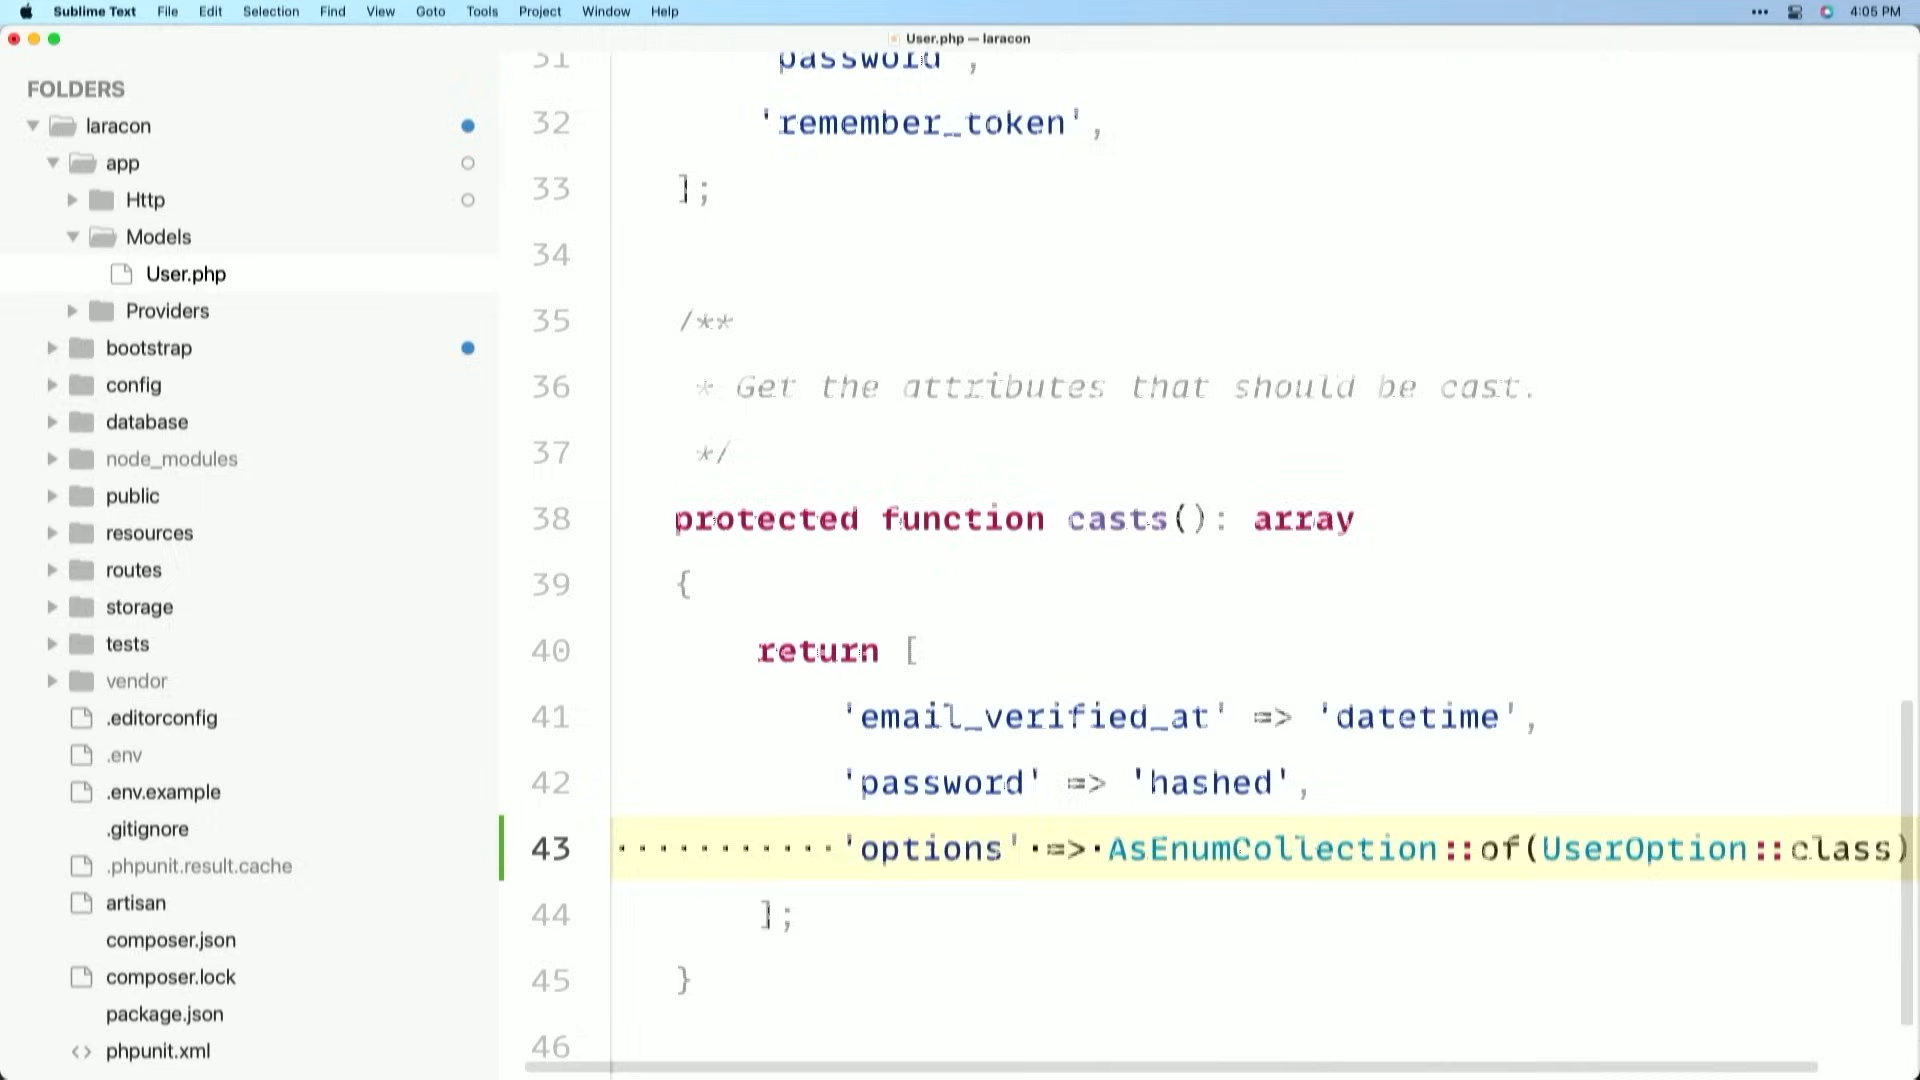 Sublime Text File Edit Selection Find View Goto Tools Project Window Help ••• 4:05 PM
User.php — laracon
FOLDERS
laracon
app
Http
Models
User.php
Providers
bootstrap
config
database
node_modules
public
resources
routes
storage
tests
vendor
.editorconfig
.env
.env.example
.gitignore
.phpunit.result.cache
artisan
composer.json
composer.lock
package.json
<> phpunit.xml
31 'password',
32 'remember_token',
33 ];
34
35 /**
36 * Get the attributes that should be cast.
37 */
38 protected function casts(): array
39 {
40 return [
41 'email_verified_at' => 'datetime',
42 'password' => 'hashed',
43 ···········'options'·=>·AsEnumCollection::of(UserOption::class)
44 ];
45 }
46